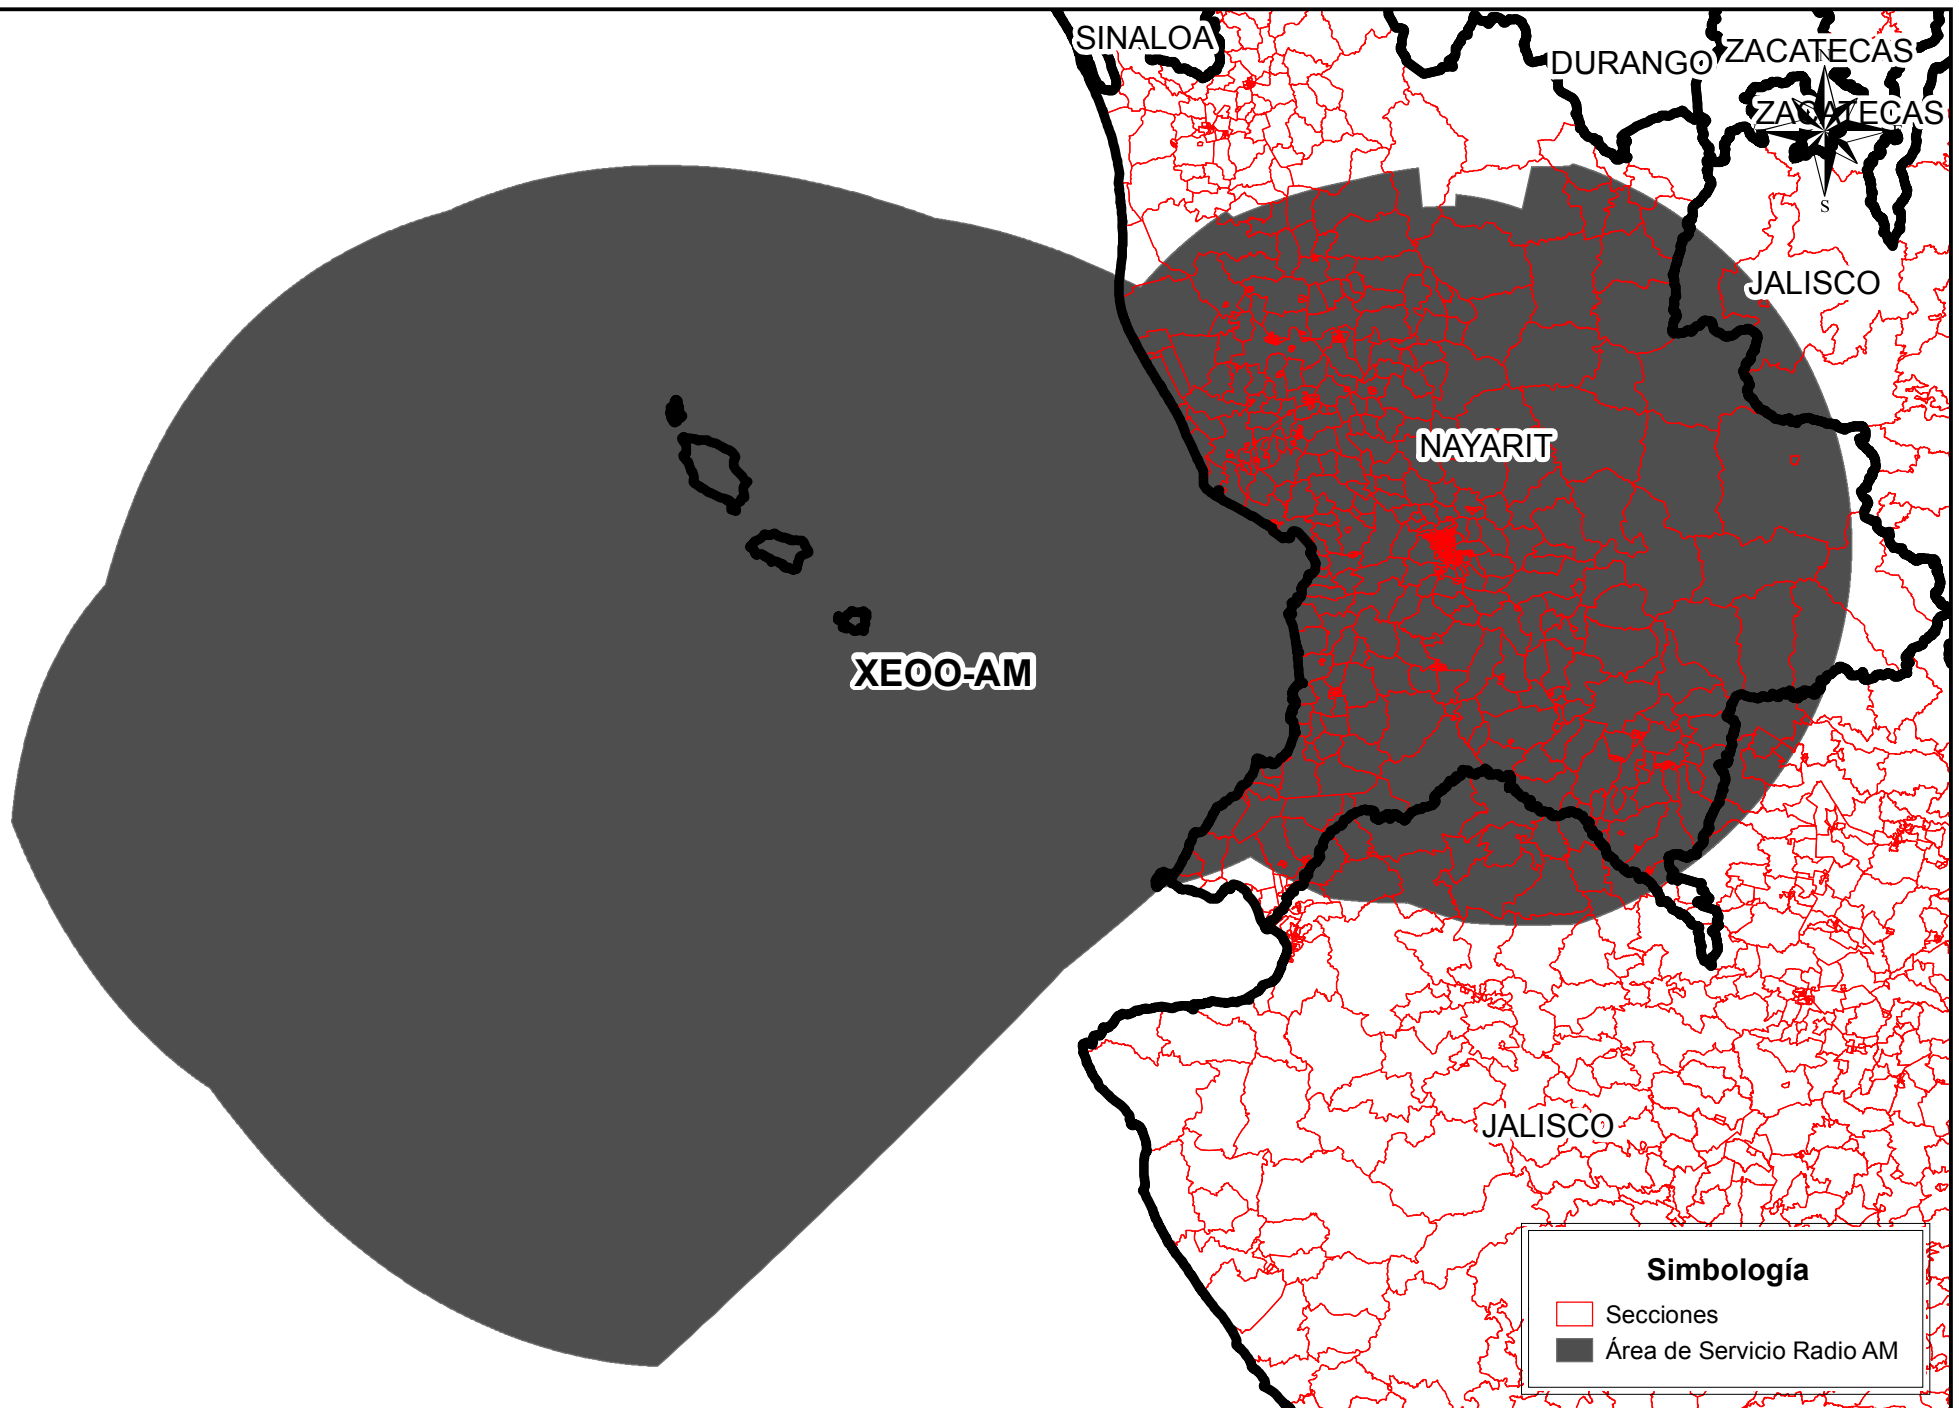 SINALOA
DURANGO
ZACATECAS
N
ZACATECAS
S
JALISCO
NAYARIT
XEOO-AM
JALISCO
Simbología
Secciones
Área de Servicio Radio AM